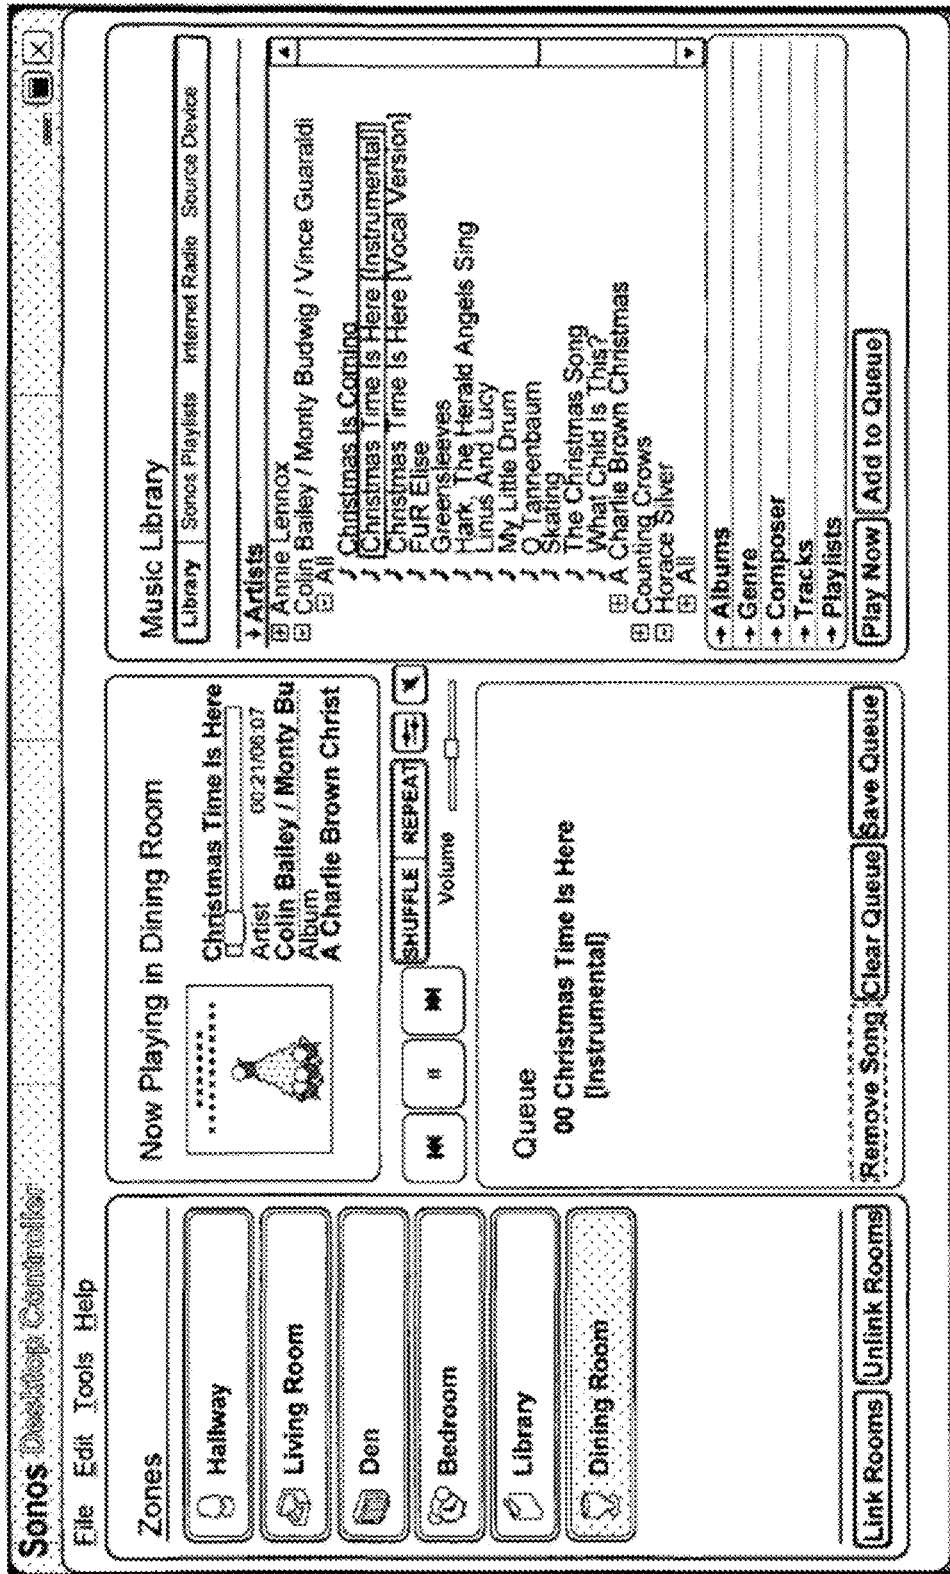 Sonos Desktop Controller
File Edit Tools Help
Zones
Hallway
Living Room
Den
Bedroom
Library
Dining Room
Link Rooms Unlink Rooms
Now Playing in Dining Room
Christmas Time Is Here
00:21/06:07
Artist
Colin Bailey / Monty Bu
Album
A Charlie Brown Christ
SHUFFLE REPEAT
Volume
Queue
00 Christmas Time Is Here
[Instrumental]
Remove Song Clear Queue Save Queue
Music Library
Library Sonos Playlists Internet Radio Source Device
Artists
Annie Lennox
Colin Bailey / Monty Budwig / Vince Guaraldi
All
Christmas Is Coming
Christmas Time Is Here [Instrumental]
Christmas Time Is Here [Vocal Version]
FuR Elise
Greensleeves
Hark, The Herald Angels Sing
Linus And Lucy
My Little Drum
O Tannenbaum
Skating
The Christmas Song
What Child Is This?
A Charlie Brown Christmas
Counting Crows
Horace Silver
All
Albums
Genre
Composer
Tracks
Playlists
Play Now Add to Queue